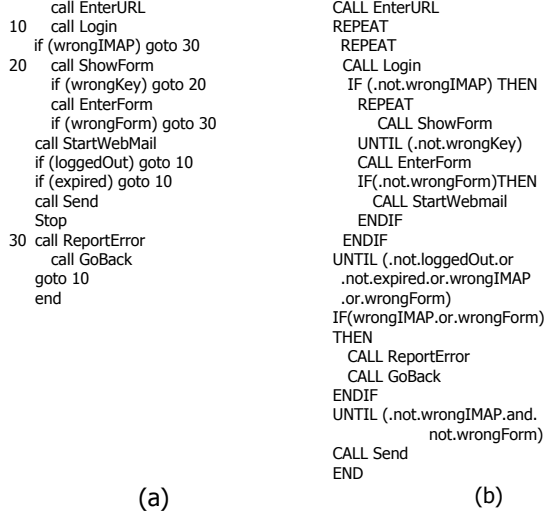 call EnterURL
10 call Login
if (wrongIMAP) goto 30
20 call ShowForm
if (wrongKey) goto 20
call EnterForm
if (wrongForm) goto 30
call StartWebMail
if (loggedOut) goto 10
if (expired) goto 10
call Send
Stop
30 call ReportError
call GoBack
goto 10
end
(a)
CALL EnterURL
REPEAT
REPEAT
CALL Login
IF (.not.wrongIMAP) THEN
REPEAT
CALL ShowForm
UNTIL (.not.wrongKey)
CALL EnterForm
IF(.not.wrongForm)THEN
CALL StartWebmail
ENDIF
ENDIF
UNTIL (.not.loggedOut.or
.not.expired.or.wrongIMAP
.or.wrongForm)
IF(wrongIMAP.or.wrongForm)
THEN
CALL ReportError
CALL GoBack
ENDIF
UNTIL (.not.wrongIMAP.and.
not.wrongForm)
CALL Send
END
(b)